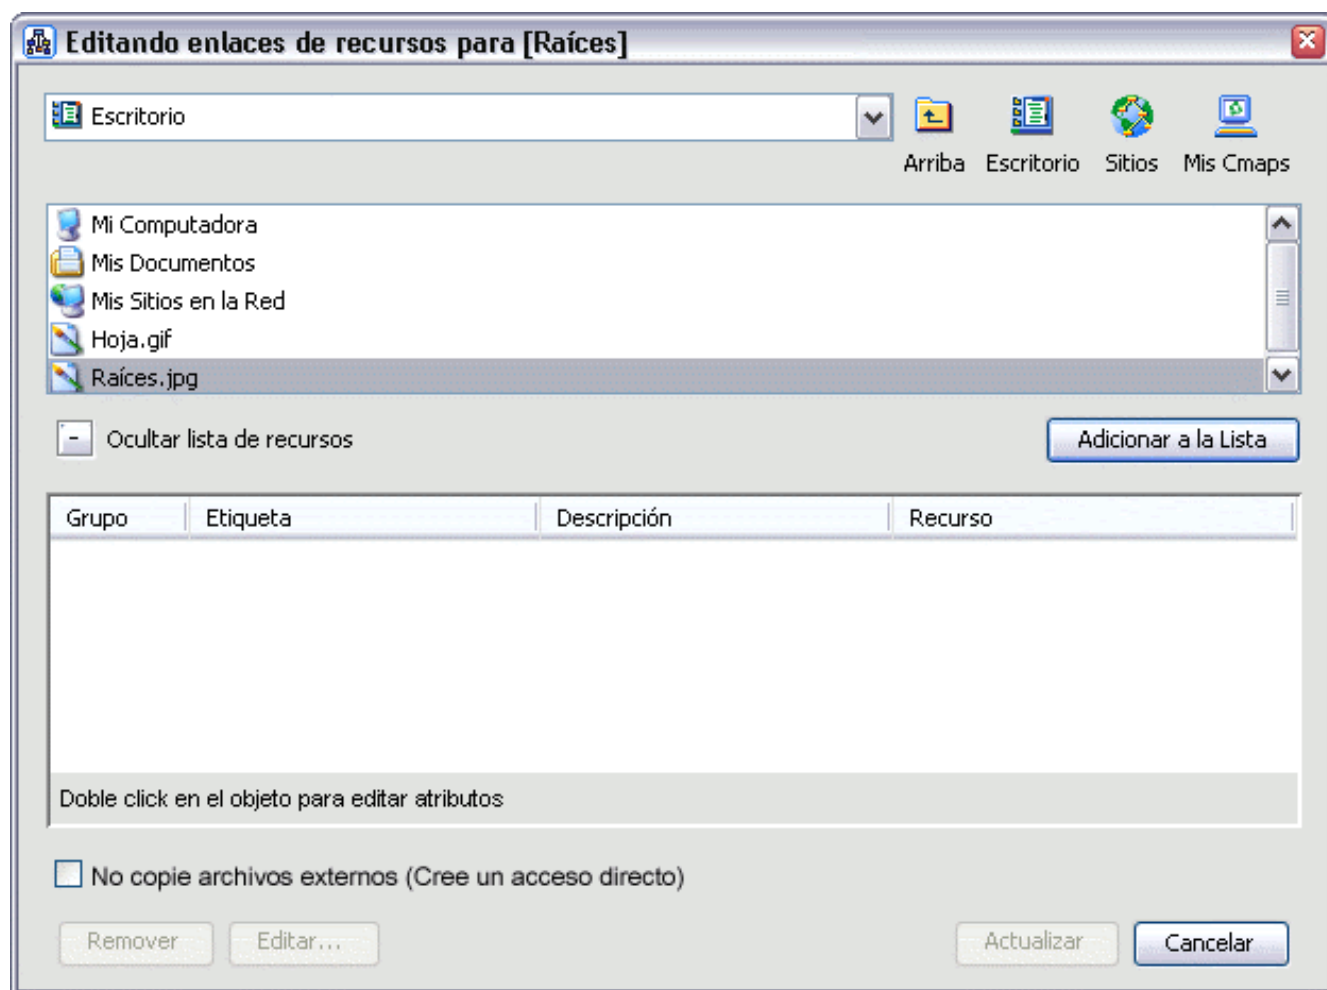 Editando enlaces de recursos para [Raíces]
Escritorio
Arriba Escritorio Sitios Mis Cmaps
Mi Computadora
Mis Documentos
Mis Sitios en la Red
Hoja.gif
Raíces.jpg
- Ocultar lista de recursos Adicionar a la Lista
Grupo Etiqueta Descripción Recurso
Doble click en el objeto para editar atributos
No copie archivos externos (Cree un acceso directo)
Remover Editar... Actualizar Cancelar